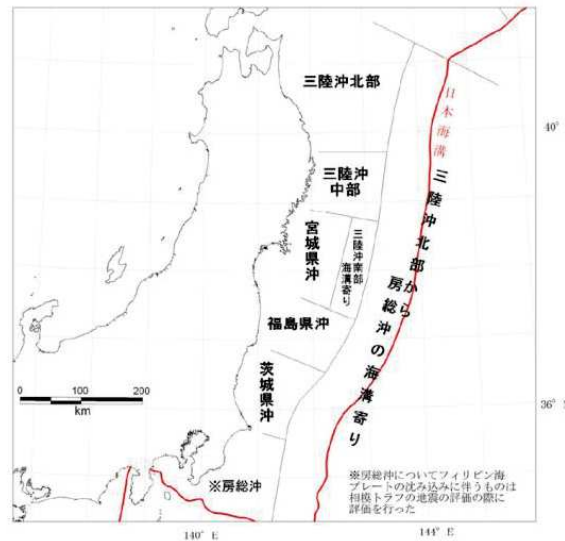 三陸沖北部
日本海溝
40°
三陸沖
中部
宮城県沖
三陸沖南部
海溝寄り
三陸沖北部から
房総沖の海溝寄り
福島県沖
茨城県沖
0 100 200
km
36°
※房総沖
※房総沖についてフィリピン海
プレートの沈み込みに伴うものは
相模トラフの地震の評価の際に
評価を行った
140° E
144° E